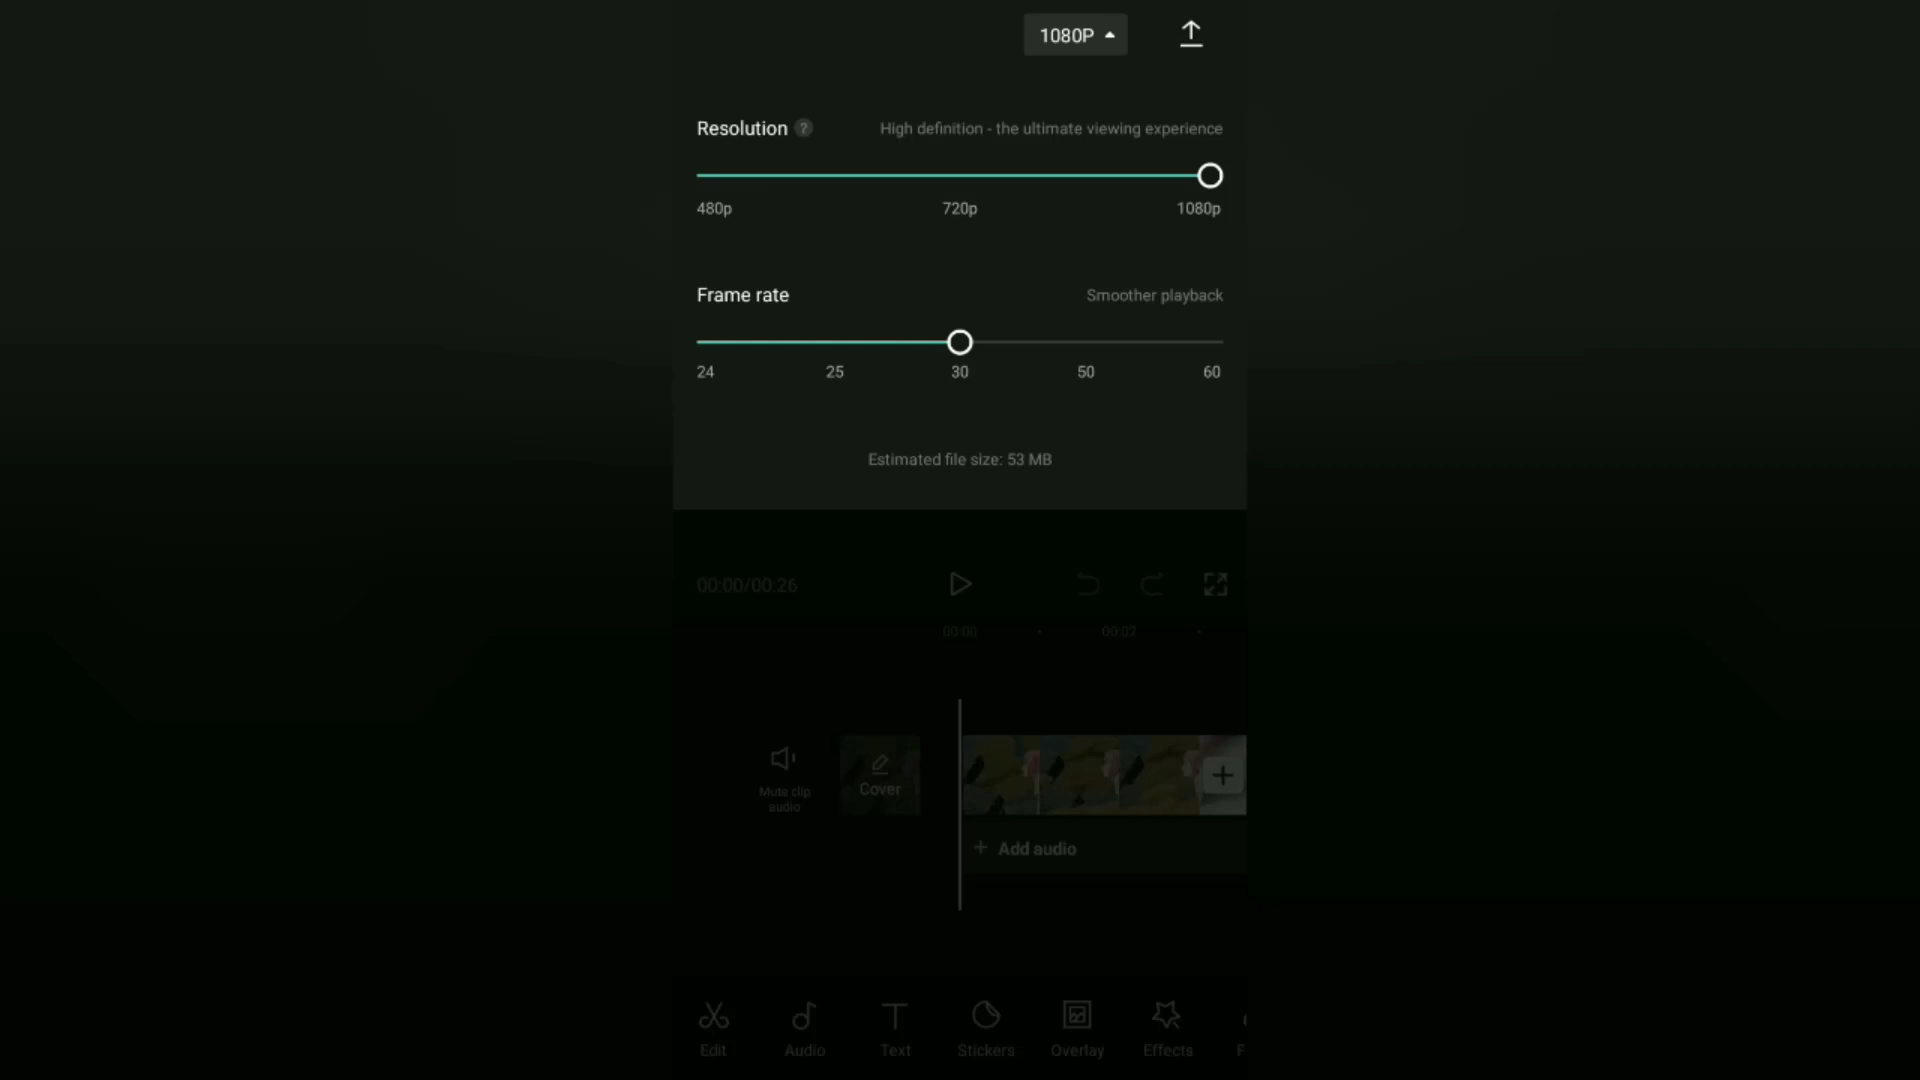 1080P
Resolution ?
High definition - the ultimate viewing experience
480p 720p 1080p
Frame rate
Smoother playback
24 25 30 50 60
Estimated file size: 53 MB
00:00/00:26
00:00 00:02
Mute clip
audio
Cover
+ Add audio
Edit Audio Text Stickers Overlay Effects F